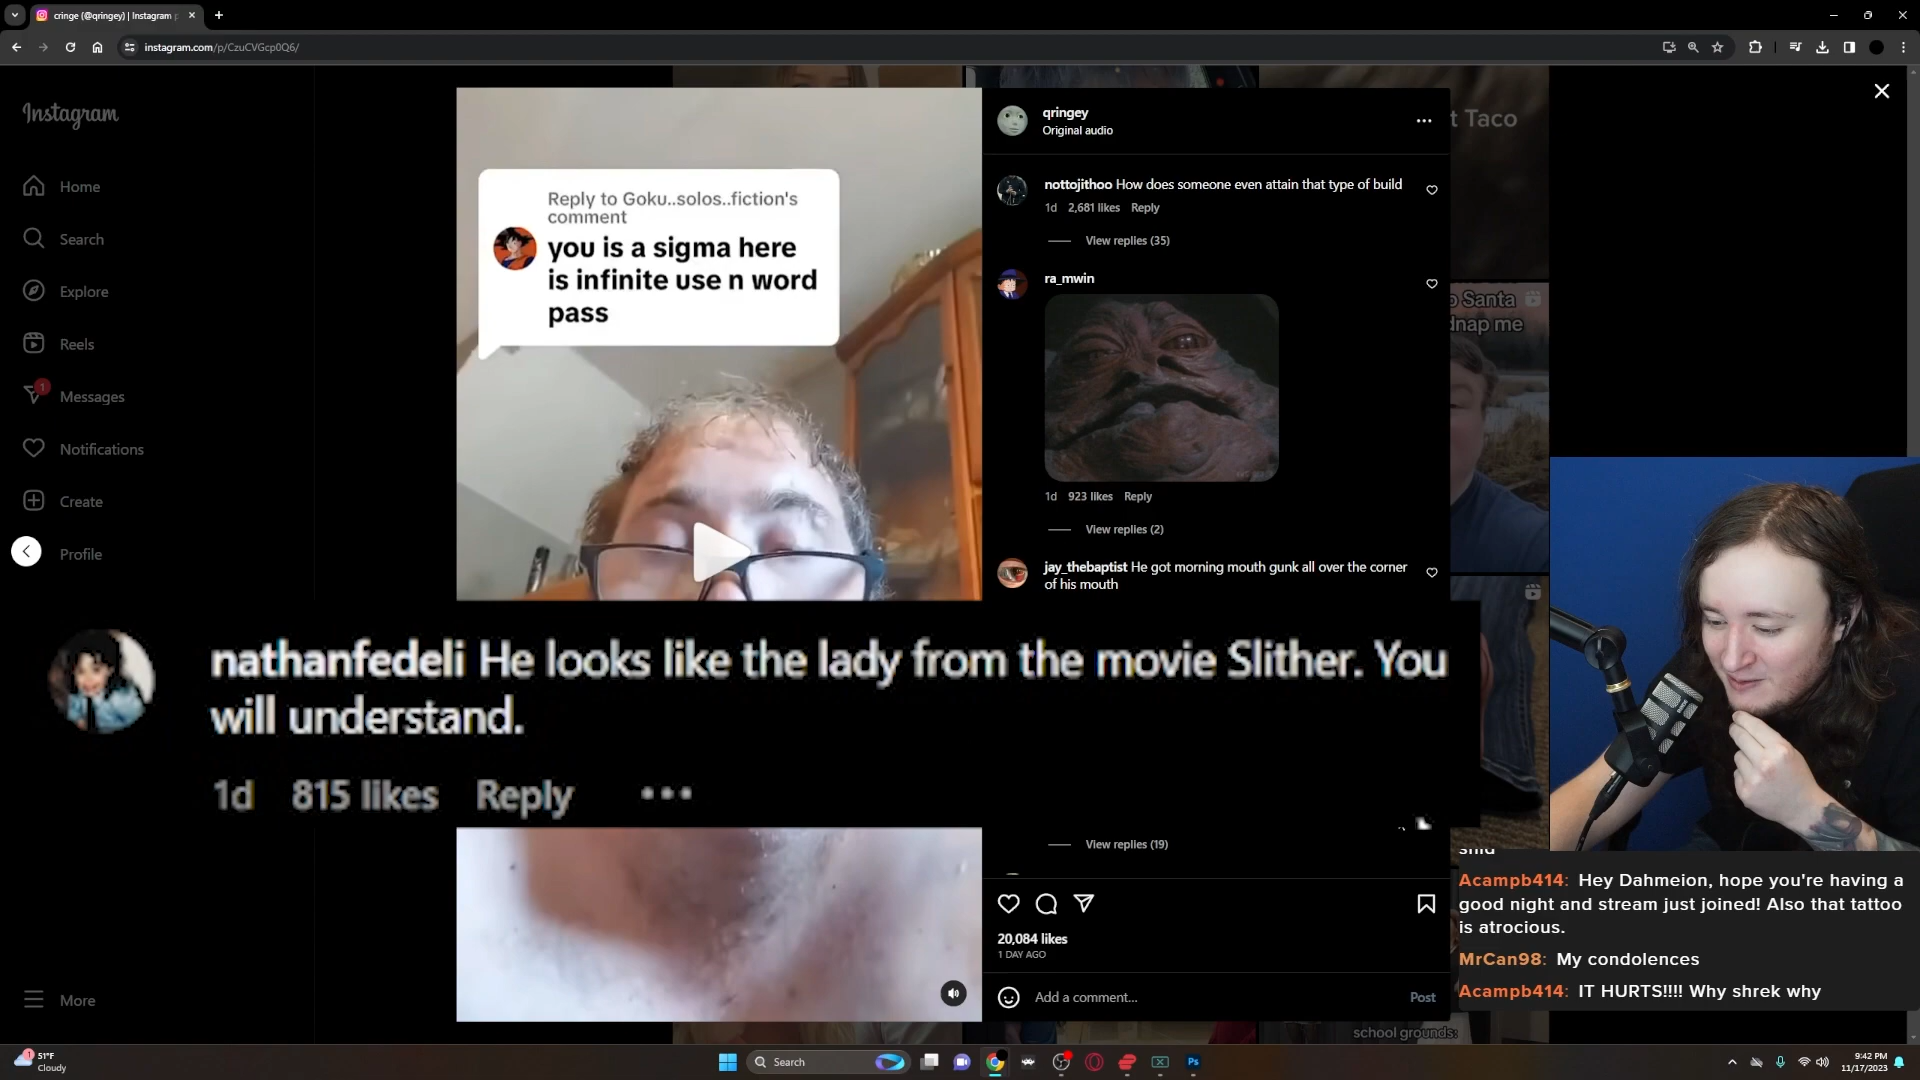 cringe (@qringey) | Instagram
instagram.com/p/CzuCVGcp0Q6/
Instagram
Home
Search
Explore
Reels
1
Messages
Notifications
Create
Profile
More
Reply to Goku..solos..fiction's
comment
you is a sigma here
is infinite use n word
pass
qringey
Original audio
nottojithoo How does someone even attain that type of build
1d 2,681 likes Reply
View replies (35)
ra_mwin
1d 923 likes Reply
View replies (2)
jay_thebaptist He got morning mouth gunk all over the corner
of his mouth
nathanfedeli He looks like the lady from the movie Slither. You
will understand.
1d 815 likes Reply
View replies (19)
20,084 likes
1 DAY AGO
Add a comment...
Post
t Taco
Santa
dnap me
school grounds:
Acampb414: Hey Dahmeion, hope you're having a
good night and stream just joined! Also that tattoo
is atrocious.
MrCan98: My condolences
Acampb414: IT HURTS!!!! Why shrek why
1
51°F
Cloudy
Search
Ps
9:42 PM
11/17/2023